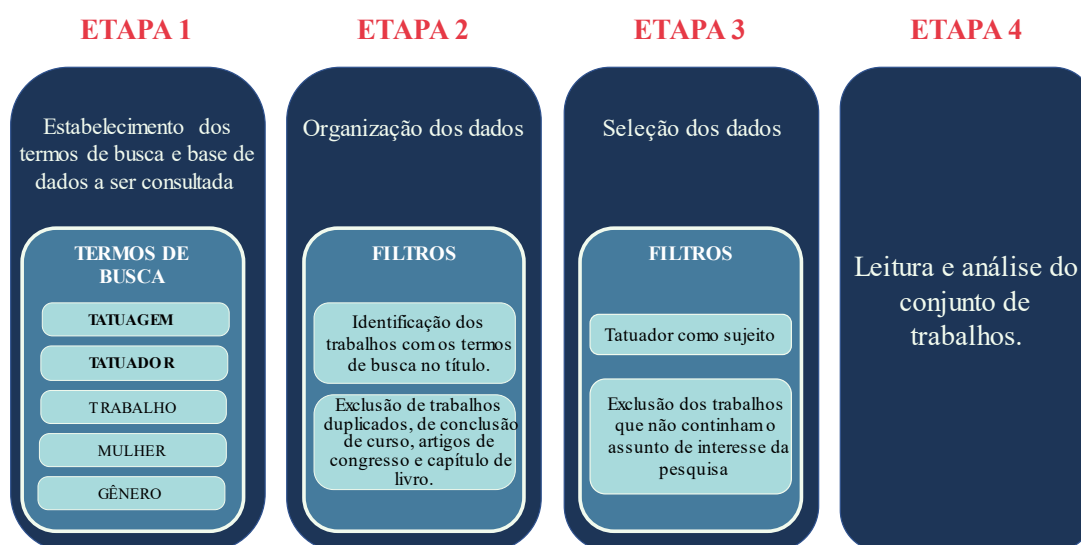 ETAPA 1
Estabelecimento dos
termos de busca e base de
dados a ser consultada
TERMOS DE
BUSCA
TATUAGEM
TATUADOR
TRABALHO
MULHER
GÊNERO
ETAPA 2
Organização dos dados
FILTROS
Identificação dos
trabalhos com os termos
de busca no título.
Exclusão de trabalhos
duplicados, de conclusão
de curso, artigos de
congresso e capítulo de
livro.
ETAPA 3
Seleção dos dados
FILTROS
Tatuador como sujeito
Exclusão dos trabalhos
que não continham o
assunto de interesse da
pesquisa
ETAPA 4
Leitura e análise do
conjunto de
trabalhos.